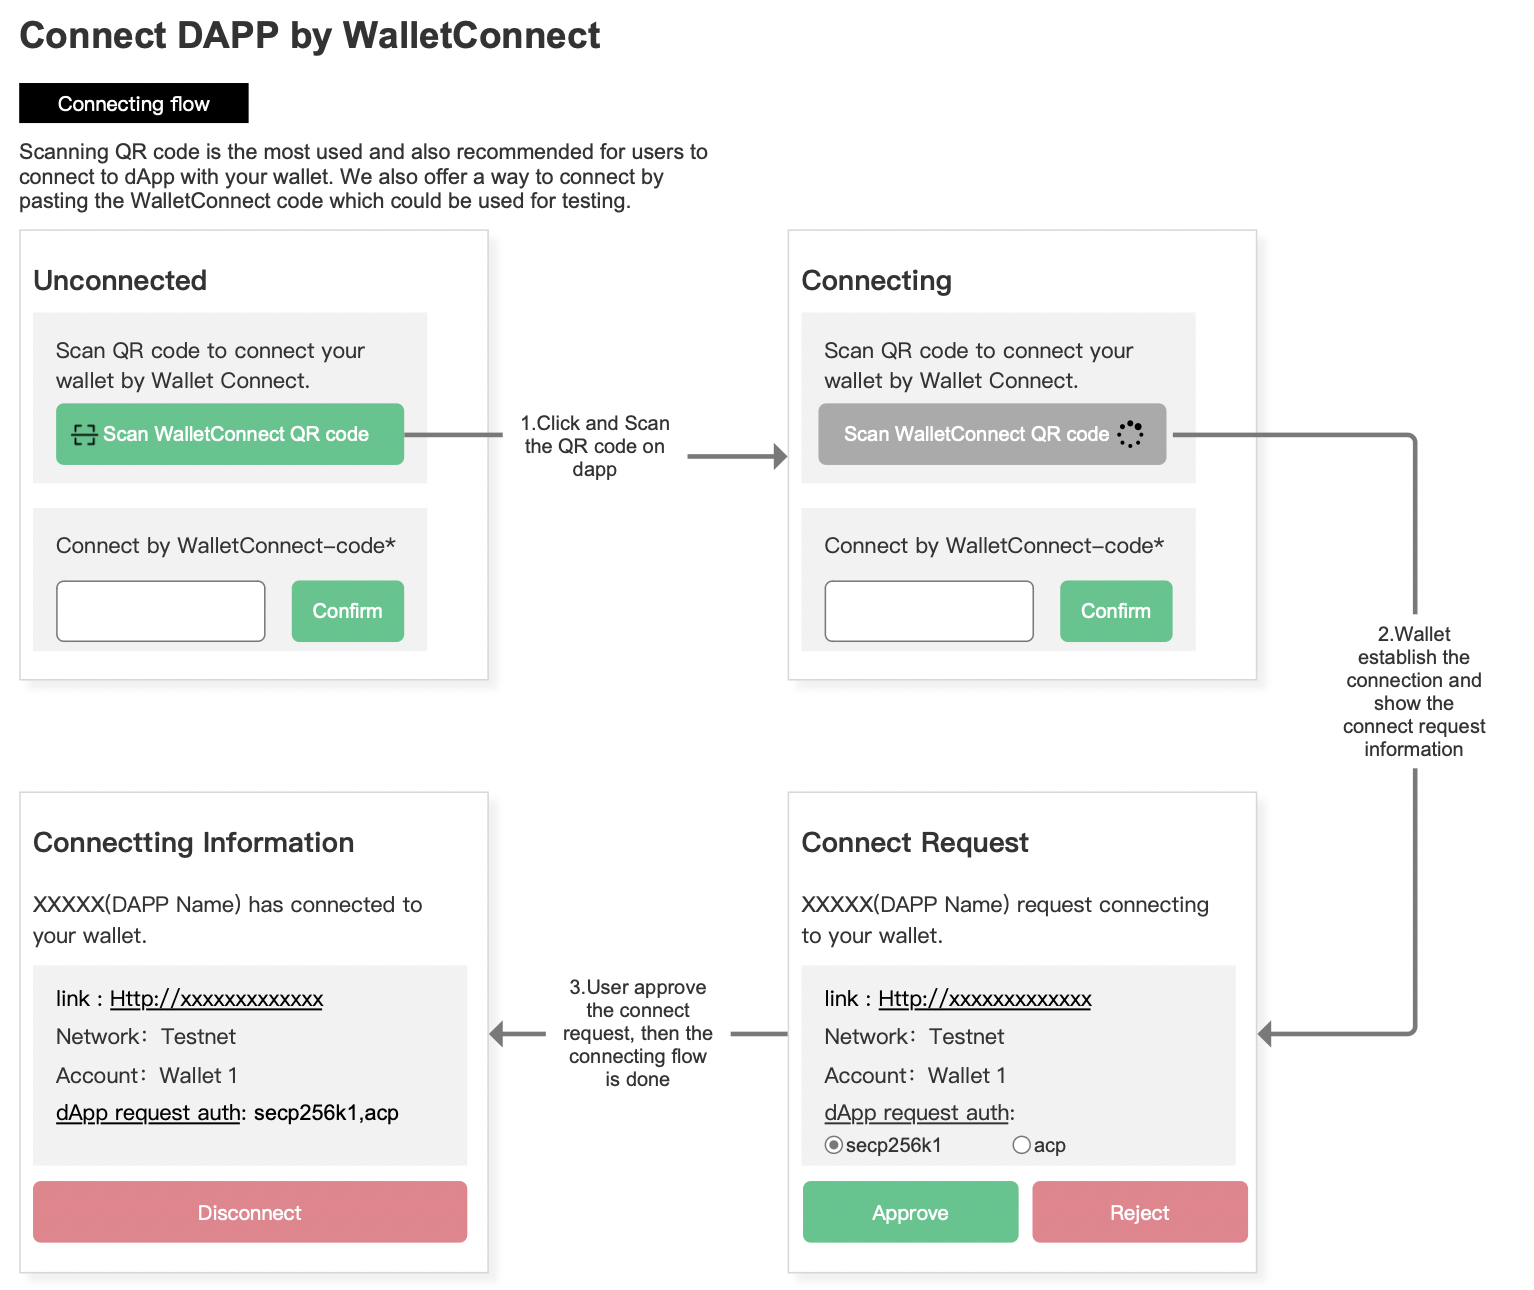 Connect DAPP by WalletConnect
Connecting flow
Scanning QR code is the most used and also recommended for users to
connect to dApp with your wallet. We also offer a way to connect by
pasting the WalletConnect code which could be used for testing.
Unconnected
Scan QR code to connect your
wallet by Wallet Connect.
Scan WalletConnect QR code
Connect by WalletConnect-code*
Confirm
1.Click and Scan
the QR code on
dapp
Connecting
Scan QR code to connect your
wallet by Wallet Connect.
Scan WalletConnect QR code
Connect by WalletConnect-code*
Confirm
2.Wallet
establish the
connection and
show the
connect request
information
Connect Request
XXXXX(DAPP Name) request connecting
to your wallet.
link : Http://xxxxxxxxxxxxx
Network： Testnet
Account： Wallet 1
dApp request auth:
secp256k1 acp
Approve Reject
3.User approve
the connect
request, then the
connecting flow
is done
Connectting Information
XXXXX(DAPP Name) has connected to
your wallet.
link : Http://xxxxxxxxxxxxx
Network： Testnet
Account： Wallet 1
dApp request auth: secp256k1,acp
Disconnect